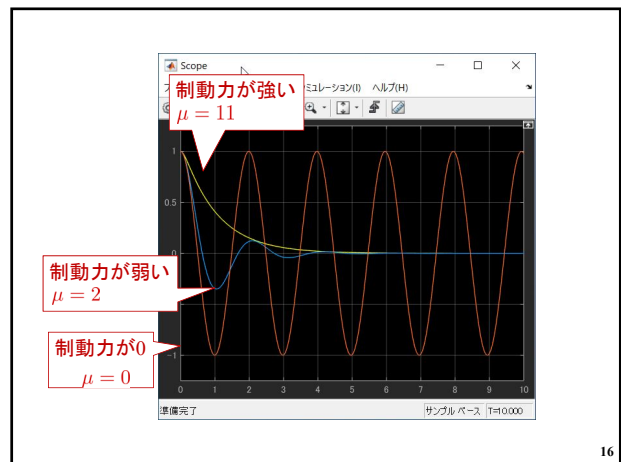 Scope
ミュレーション(I) ヘルプ(H)
制動力が強い
μ = 11
1
0.5
0
制動力が弱い
μ = 2
制動力が0
μ = 0
-1
0 1 2 3 4 5 6 7 8 9 10
準備完了 サンプル ベース T=10.000
16